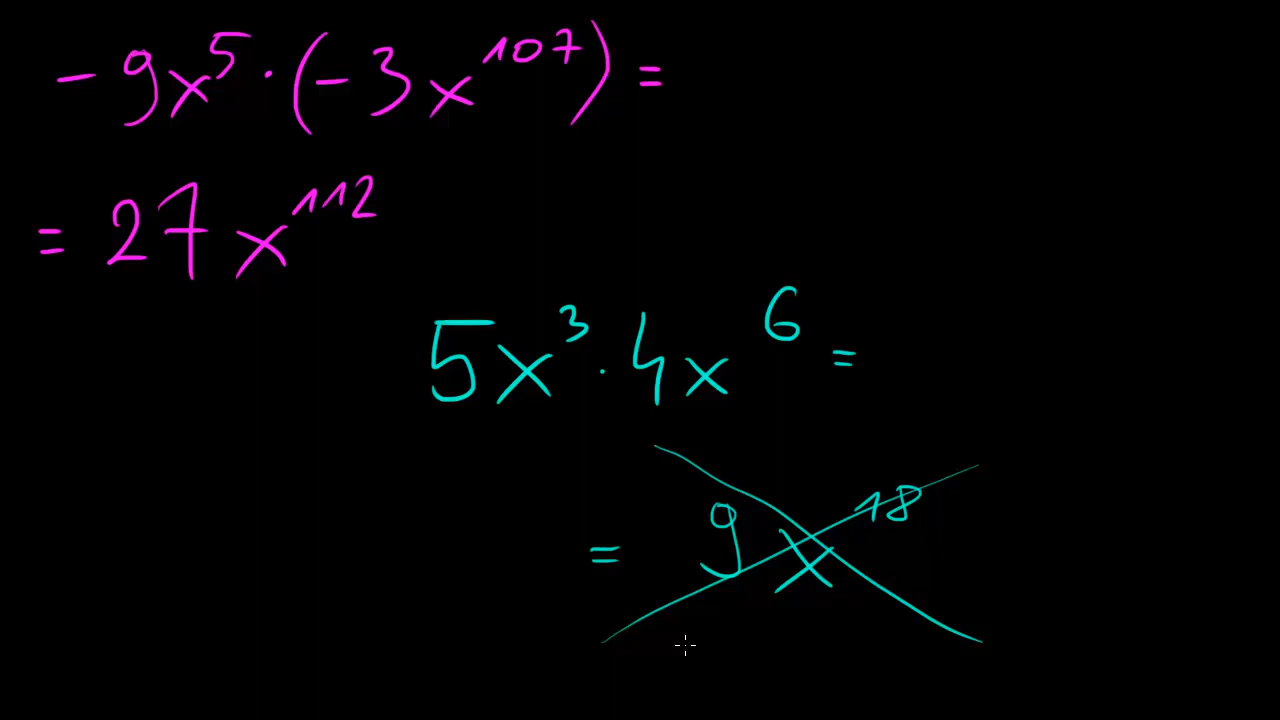 -9x⁵·(-3x¹⁰⁷)=
=27x¹¹²
5x³·4x⁶=
=9x¹⁸